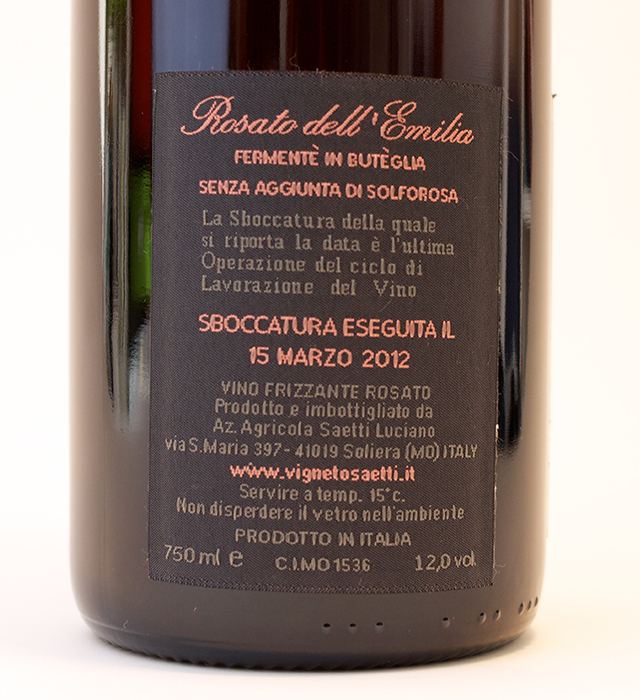 Rosato dell'Emilia
FERMENTÈ IN BUTÈGLIA
SENZA AGGIUNTA DI SOLFOROSA
La Sboccatura della quale
si riporta la data è l'ultima
Operazione del ciclo di
Lavorazione del Vino
SBOCCATURA ESEGUITA IL
15 MARZO 2012
VINO FRIZZANTE ROSATO
Prodotto e imbottigliato da
Az. Agricola Saetti Luciano
via S.Maria 397- 41019 Soliera (MO) ITALY
www.vignetosaetti.it
Servire a temp. 15°c.
Non disperdere il vetro nell'ambiente
PRODOTTO IN ITALIA
750 ml e C.I.MO 1536 12,0 vol.